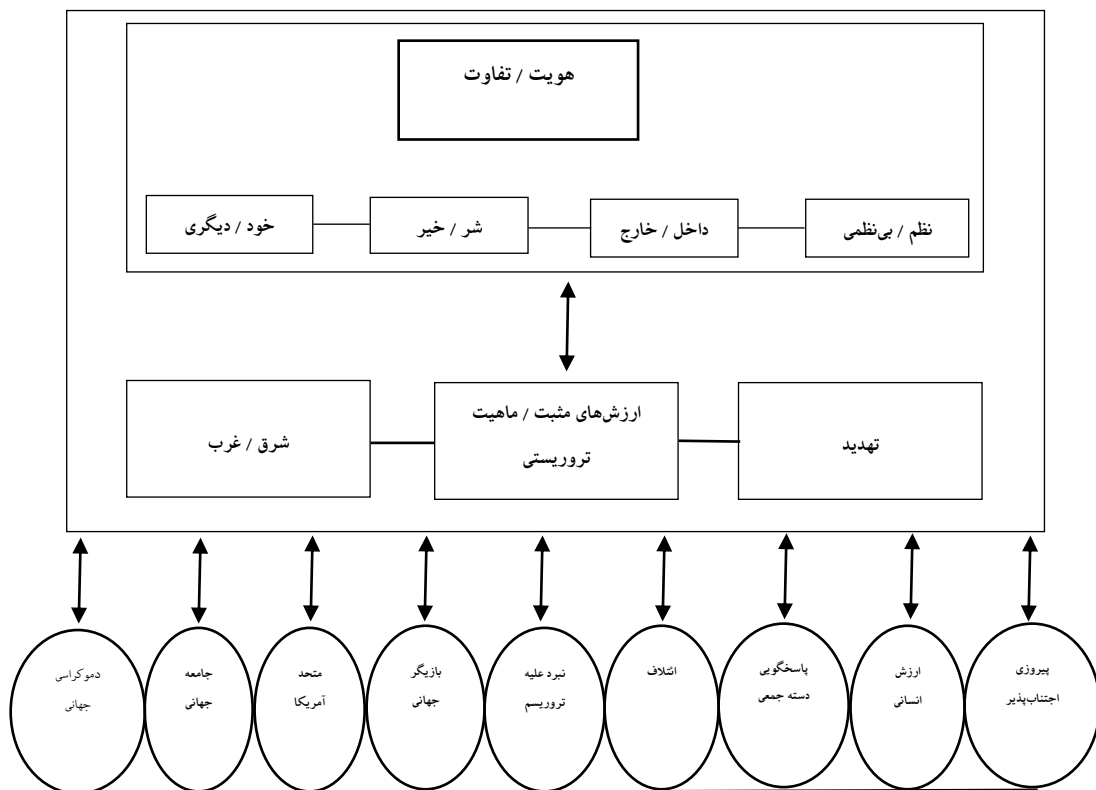 هویت / تفاوت
نظم / بی‌نظمی
داخل / خارج
شر / خیر
خود / دیگری
تهدید
ارزش‌های مثبت / ماهیت
تروریستی
شرق / غرب
پیروزی
اجتناب‌پذیر
ارزش
انسانی
پاسخگویی
دسته جمعی
ائتلاف
نبرد علیه
تروریسم
بازیگر
جهانی
متحد
آمریکا
جامعه
جهانی
دموکراسی
جهانی